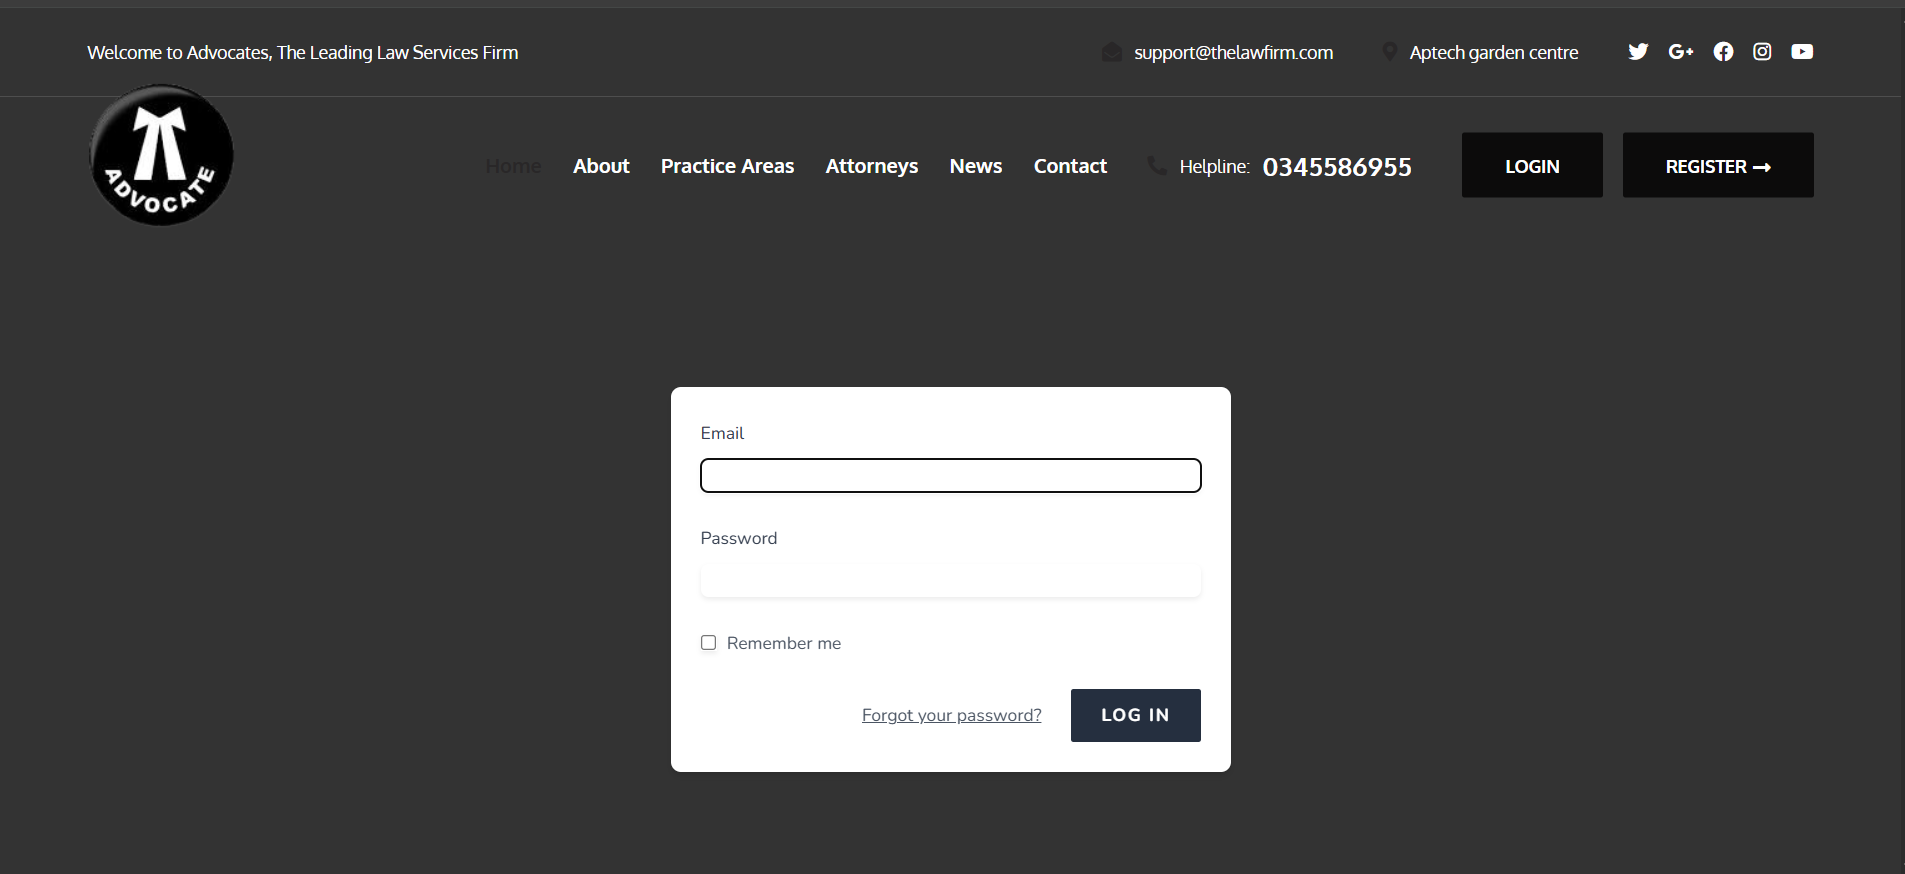 Welcome to Advocates, The Leading Law Services Firm
support@thelawfirm.com
Aptech garden centre
ADVOCATE
Home
About
Practice Areas
Attorneys
News
Contact
Helpline: 0345586955
LOGIN
REGISTER
Email
Password
Remember me
Forgot your password?
LOG IN